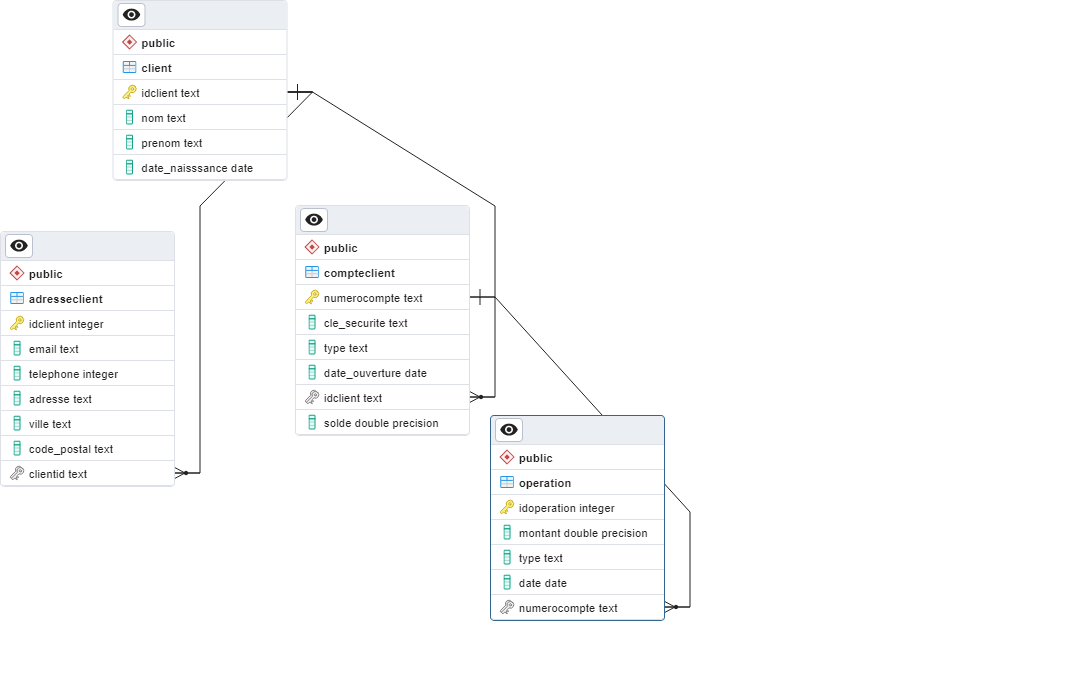 public
client
idclient text
nom text
prenom text
date_naisssance date
public
adresseclient
idclient integer
email text
telephone integer
adresse text
ville text
code_postal text
clientid text
public
compteclient
numerocompte text
cle_securite text
type text
date_ouverture date
idclient text
solde double precision
public
operation
idoperation integer
montant double precision
type text
date date
numerocompte text